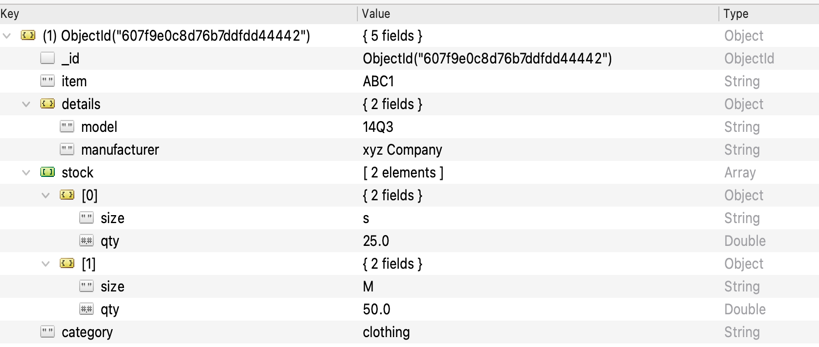 Key Value Type
(1) ObjectId("607f9e0c8d76b7ddfdd44442") { 5 fields } Object
_id ObjectId("607f9e0c8d76b7ddfdd44442") ObjectId
"" item ABC1 String
{} details { 2 fields } Object
"" model 14Q3 String
"" manufacturer xyz Company String
{} stock [ 2 elements ] Array
{} [0] { 2 fields } Object
"" size s String
## qty 25.0 Double
{} [1] { 2 fields } Object
"" size M String
## qty 50.0 Double
"" category clothing String